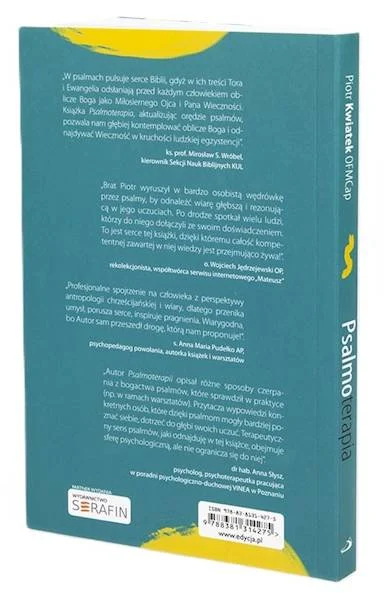 „W psalmach pulsuje serce Biblii, gdyż w ich treści Tora
i Ewangelia odsłaniają przed każdym człowiekiem ob-
licze Boga jako Miłosiernego Ojca i Pana Wieczności.
Książka Psalmoterapia, aktualizując orędzie psalmów,
pozwala nam głębiej kontemplować oblicze Boga i od-
najdywać Wieczność w kruchości ludzkiej egzystencji”.
ks. prof. Mirosław S. Wróbel,
kierownik Sekcji Nauk Biblijnych KUL
„Brat Piotr wyruszył w bardzo osobistą wędrówkę
przez psalmy, by odnaleźć wiarę głębszą i rezonują-
cą w jego uczuciach. Po drodze spotkał wielu ludzi,
którzy do niego dołączyli ze swoim doświadczeniem.
To jest serce tej książki, dzięki któremu całość kompe-
tentnej zawartej w niej wiedzy jest przejmująco żywa!”.
o. Wojciech Jędrzejewski OP,
rekolekcjonista, współtwórca serwisu internetowego „Mateusz”
„Profesjonalne spojrzenie na człowieka z perspektywy
antropologii chrześcijańskiej i wiary, dlatego przenika
umysł, porusza serce, inspiruje pragnienia. Wiarygodna,
bo Autor sam przeszedł drogę, którą nam proponuje!”.
s. Anna Maria Pudełko AP,
psychopedagog powołania, autorka książek i warsztatów
„Autor Psalmoterapii opisał różne sposoby czerpa-
nia z bogactwa psalmów, które sprawdził w praktyce
(np. w ramach warsztatów). Przytacza wypowiedzi kon-
kretnych osób, które dzięki psalmom mogły bardziej po-
znać siebie, dotrzeć do głębi swoich uczuć. Terapeutycz-
ny sens psalmów, jaki odnajduję w tej książce, obejmuje
sferę psychologiczną, ale nie ogranicza się do niej”.
dr hab. Anna Słysz,
psycholog, psychoterapeutka pracująca
w poradni psychologiczno-duchowej VINEA w Poznaniu
PARTNER WYDANIA
WYDAWNICTWO
SERAFIN
ISBN 978-83-8131-427-5
9 788381 314275
www.edycja.pl
Piotr Kwiatek OFMCap
Psalmoterapia